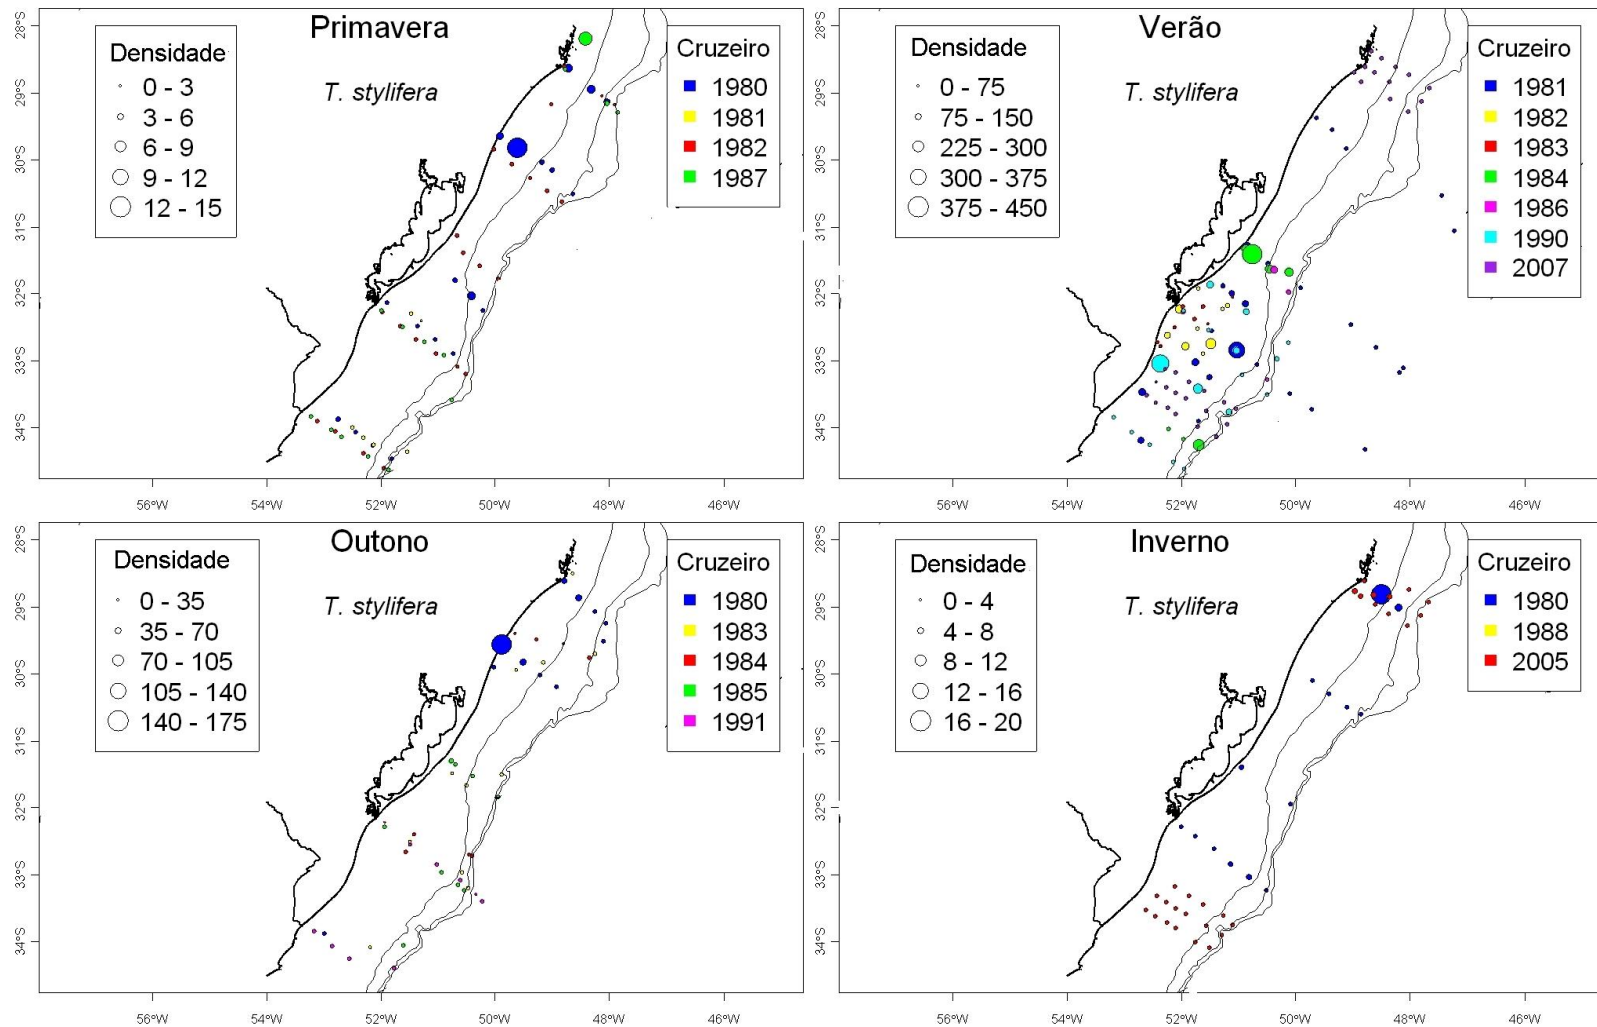 Primavera
T. stylifera
Densidade
0 - 3
3 - 6
6 - 9
9 - 12
12 - 15
Cruzeiro
1980
1981
1982
1987
28°S
29°S
30°S
31°S
32°S
33°S
34°S
56°W
54°W
52°W
50°W
48°W
46°W
Verão
T. stylifera
Densidade
0 - 75
75 - 150
225 - 300
300 - 375
375 - 450
Cruzeiro
1981
1982
1983
1984
1986
1990
2007
28°S
29°S
30°S
31°S
32°S
33°S
34°S
56°W
54°W
52°W
50°W
48°W
46°W
Outono
T. stylifera
Densidade
0 - 35
35 - 70
70 - 105
105 - 140
140 - 175
Cruzeiro
1980
1983
1984
1985
1991
28°S
29°S
30°S
31°S
32°S
33°S
34°S
56°W
54°W
52°W
50°W
48°W
46°W
Inverno
T. stylifera
Densidade
0 - 4
4 - 8
8 - 12
12 - 16
16 - 20
Cruzeiro
1980
1988
2005
28°S
29°S
30°S
31°S
32°S
33°S
34°S
56°W
54°W
52°W
50°W
48°W
46°W